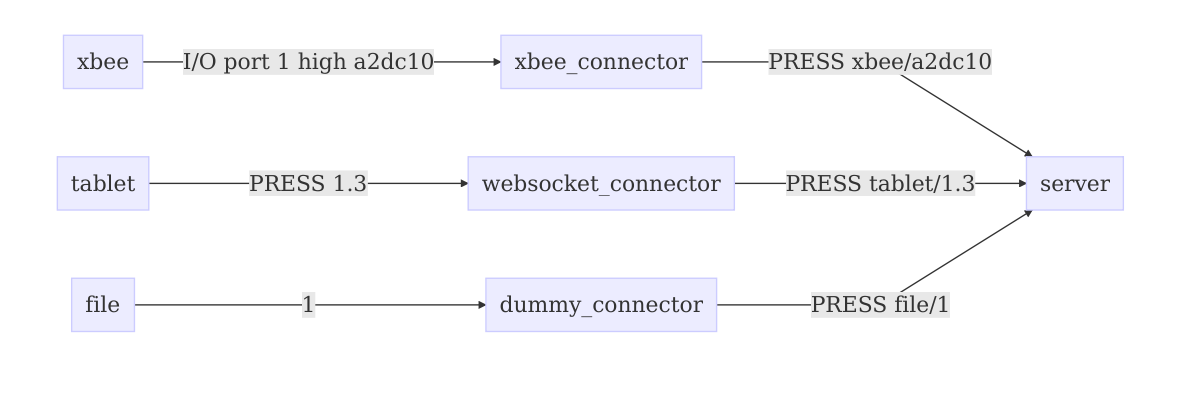 xbee
I/O port 1 high a2dc10
xbee_connector
PRESS xbee/a2dc10
tablet
PRESS 1.3
websocket_connector
PRESS tablet/1.3
server
file
1
dummy_connector
PRESS file/1